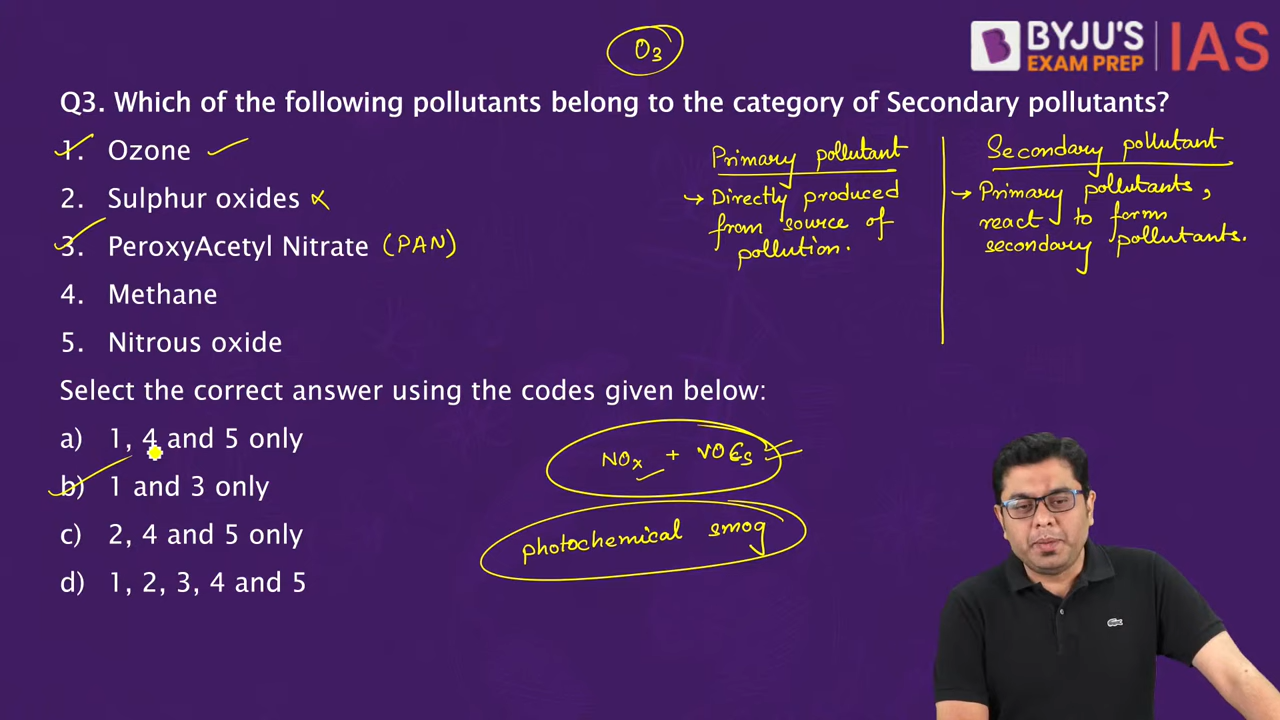 O3
BYJU'S
EXAM PREP
IAS
Q3. Which of the following pollutants belong to the category of Secondary pollutants?
1. Ozone
2. Sulphur oxides
3. PeroxyAcetyl Nitrate (PAN)
4. Methane
5. Nitrous oxide
Primary pollutant
→ Directly produced
from source of
pollution.
Secondary pollutant
→ Primary pollutants,
react to form
secondary pollutants.
Select the correct answer using the codes given below:
a) 1, 4 and 5 only
b) 1 and 3 only
c) 2, 4 and 5 only
d) 1, 2, 3, 4 and 5
NOx + VOCs
photochemical smog